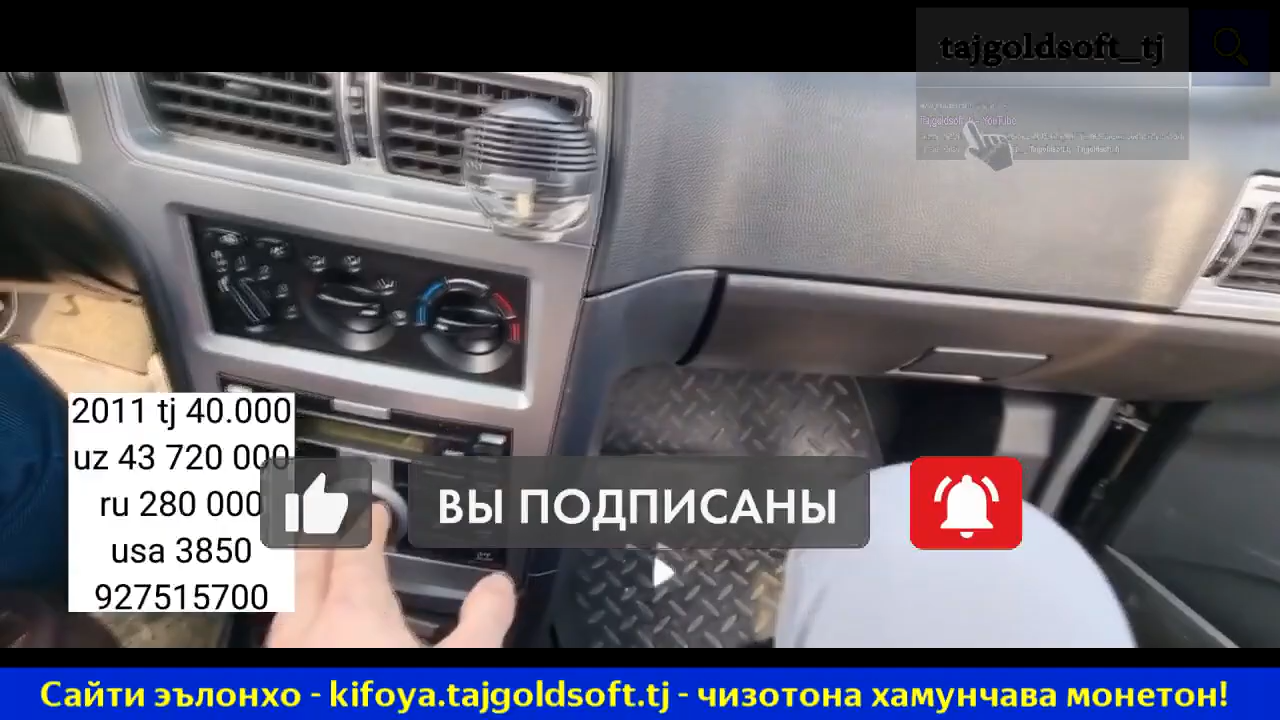 tajgoldsoft_tj
2011 tj 40.000
uz 43 720 000
ru 280 000
usa 3850
927515700
ВЫ ПОДПИСАНЫ
Сайти эълонхо - kifoya.tajgoldsoft.tj - чизотона хамунчава монетон!